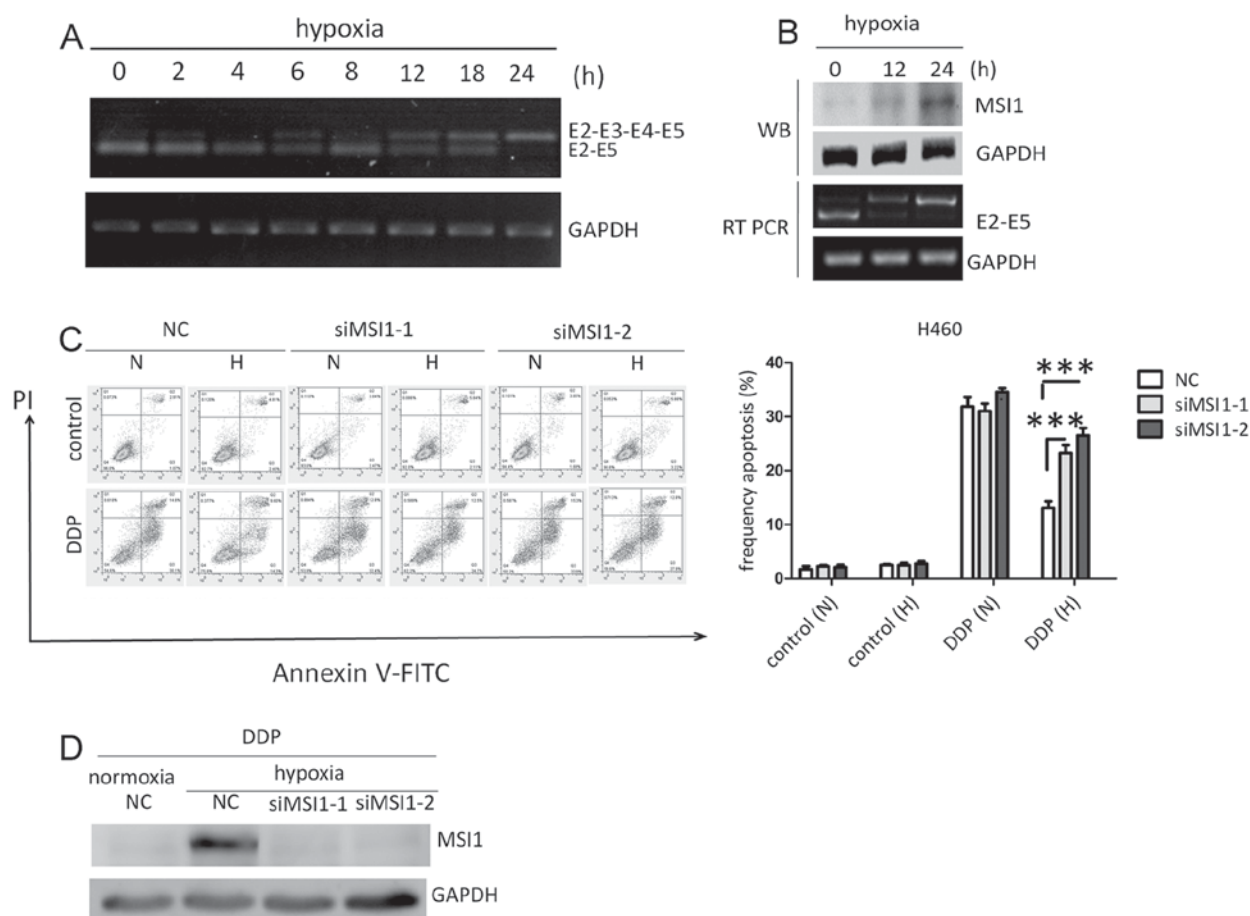 A
hypoxia
0 2 4 6 8 12 18 24 (h)
E2-E3-E4-E5
E2-E5
GAPDH
B
hypoxia
0 12 24 (h)
WB
MSI1
GAPDH
RT PCR
E2-E5
GAPDH
C
NC siMSI1-1 siMSI1-2
N H N H N H
PI
control
DDP
Annexin V-FITC
H460
frequency apoptosis (%)
40
30
20
10
0
***
***
NC
siMSI1-1
siMSI1-2
control (N)
control (H)
DDP (N)
DDP (H)
D
DDP
normoxia hypoxia
NC NC siMSI1-1 siMSI1-2
MSI1
GAPDH